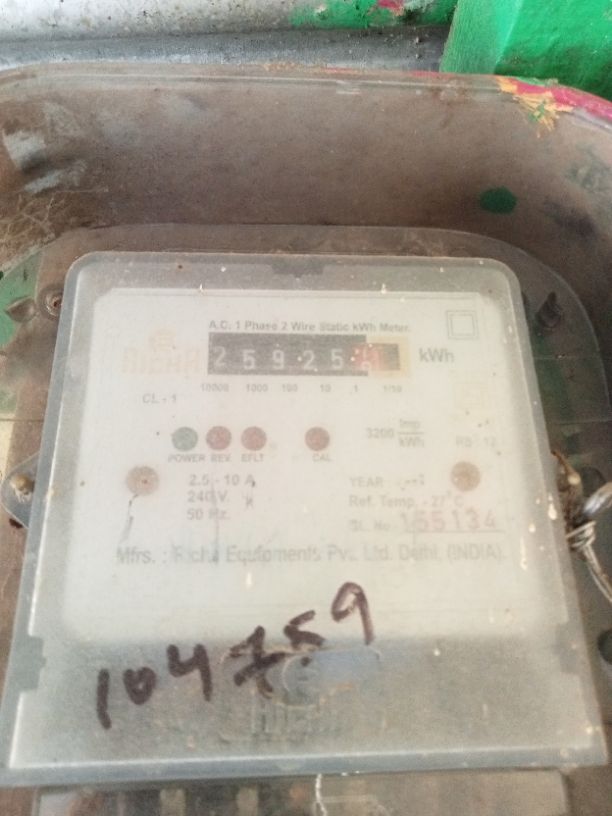 A.C. 1 Phase 2 Wire Static kWh Meter.
RICHA
259256 kWh
10000 1000 100 10 1 1/10
CL - 1
3200 Imp/kWh
POWER REV. EFLT CAL
2.5 - 10 A
240 V.
50 Hz.
YEAR
Ref. Temp. - 27°C
SL. No. 155134
Mfrs. : Richa Equipments Pvt. Ltd. Delhi, (INDIA).